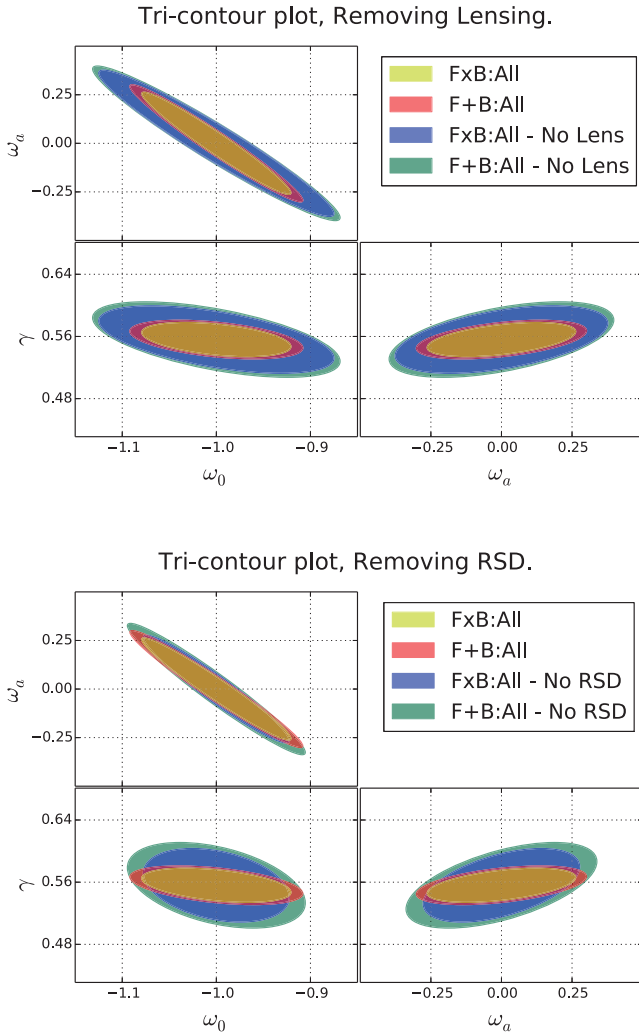 Tri-contour plot, Removing Lensing.
FxB:All
F+B:All
FxB:All - No Lens
F+B:All - No Lens
0.25
0.00
−0.25
ωa
0.64
0.56
0.48
γ
−1.1 −1.0 −0.9
ω0
−0.25 0.00 0.25
ωa
Tri-contour plot, Removing RSD.
FxB:All
F+B:All
FxB:All - No RSD
F+B:All - No RSD
0.25
0.00
−0.25
ωa
0.64
0.56
0.48
γ
−1.1 −1.0 −0.9
ω0
−0.25 0.00 0.25
ωa